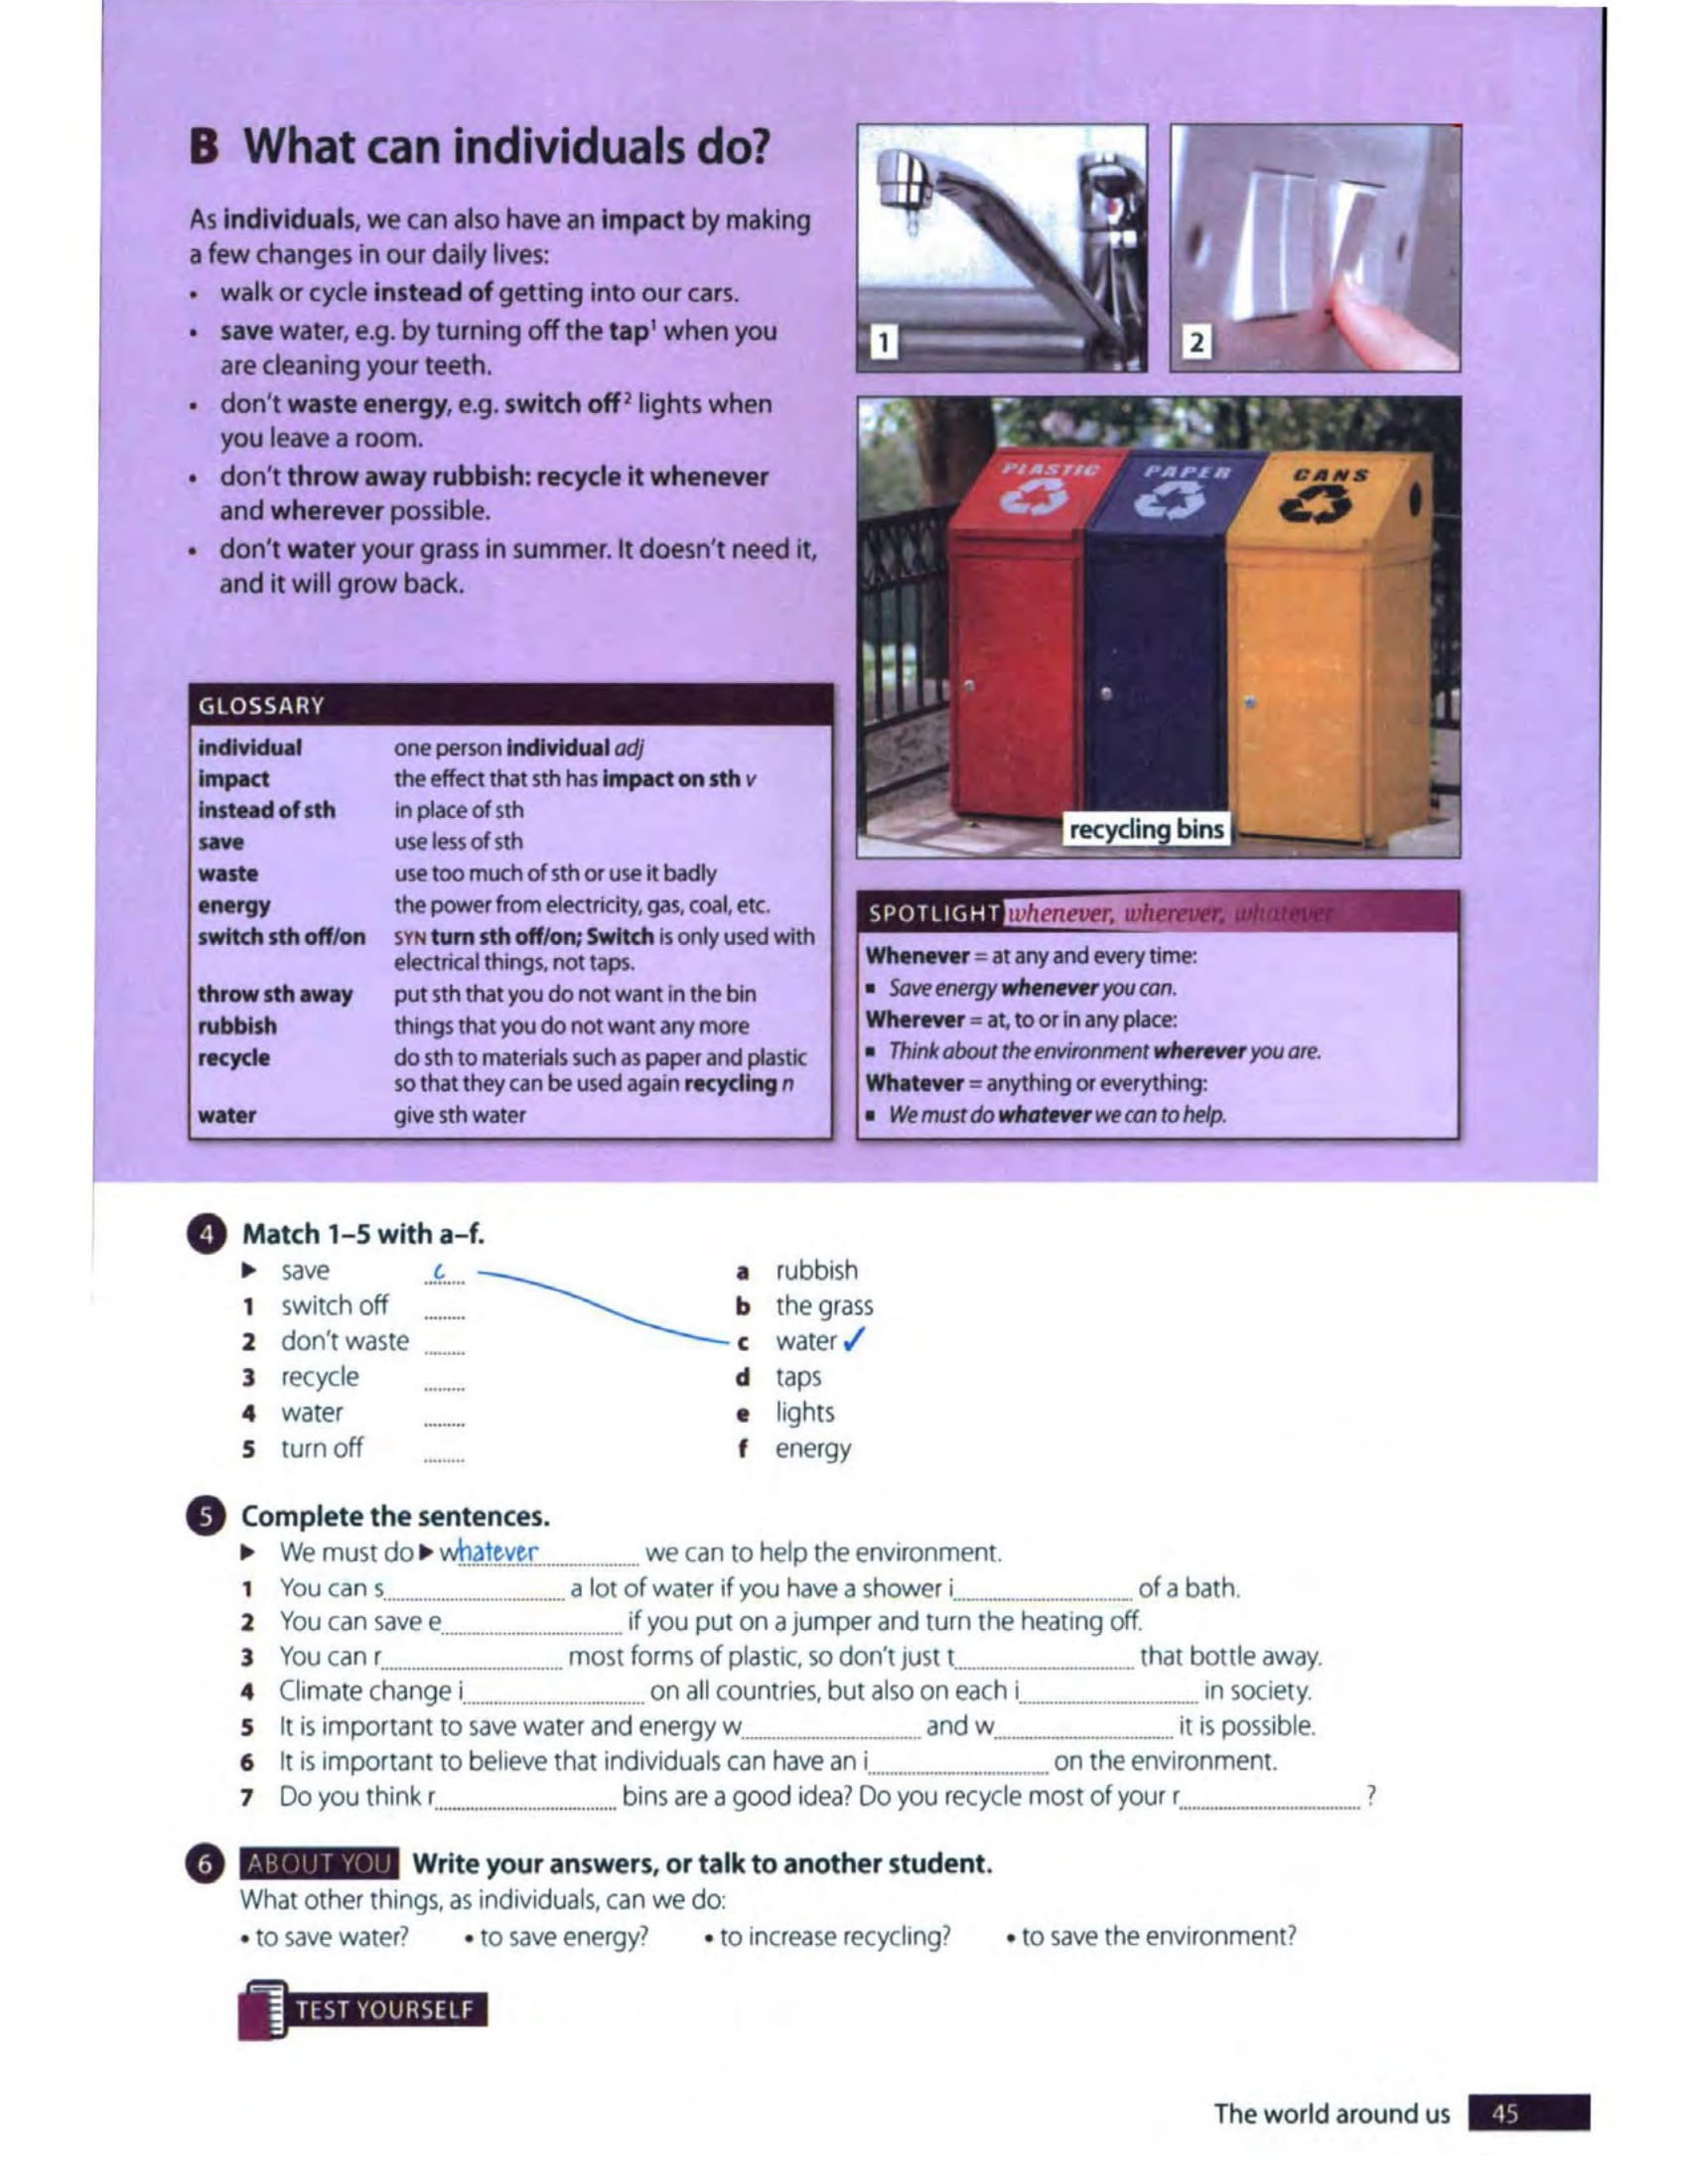 B What can individuals do?
As individuals, we can also have an impact by making
a few changes in our daily lives:
• walk or cycle instead of getting into our cars.
• save water, e.g. by turning off the tap¹ when you
are cleaning your teeth.
• don't waste energy, e.g. switch off² lights when
you leave a room.
• don't throw away rubbish: recycle it whenever
and wherever possible.
• don't water your grass in summer. It doesn't need it,
and it will grow back.
1
2
PLASTIC PAPER CANS
recycling bins
GLOSSARY
individual one person individual adj
impact the effect that sth has impact on sth v
instead of sth in place of sth
save use less of sth
waste use too much of sth or use it badly
energy the power from electricity, gas, coal, etc.
switch sth off/on SYN turn sth off/on; Switch is only used with
electrical things, not taps.
throw sth away put sth that you do not want in the bin
rubbish things that you do not want any more
recycle do sth to materials such as paper and plastic
so that they can be used again recycling n
water give sth water
SPOTLIGHT whenever, wherever, whatever
Whenever = at any and every time:
▪ Save energy whenever you can.
Wherever = at, to or in any place:
▪ Think about the environment wherever you are.
Whatever = anything or everything:
▪ We must do whatever we can to help.
4 Match 1–5 with a–f.
▶ save c a rubbish
1 switch off ........ b the grass
2 don't waste ........ c water ✓
3 recycle ........ d taps
4 water ........ e lights
5 turn off ........ f energy
5 Complete the sentences.
▶ We must do ▶ whatever we can to help the environment.
1 You can s........ a lot of water if you have a shower i........ of a bath.
2 You can save e........ if you put on a jumper and turn the heating off.
3 You can r........ most forms of plastic, so don't just t........ that bottle away.
4 Climate change i........ on all countries, but also on each i........ in society.
5 It is important to save water and energy w........ and w........ it is possible.
6 It is important to believe that individuals can have an i........ on the environment.
7 Do you think r........ bins are a good idea? Do you recycle most of your r........ ?
6 ABOUT YOU Write your answers, or talk to another student.
What other things, as individuals, can we do:
• to save water? • to save energy? • to increase recycling? • to save the environment?
TEST YOURSELF
The world around us 45